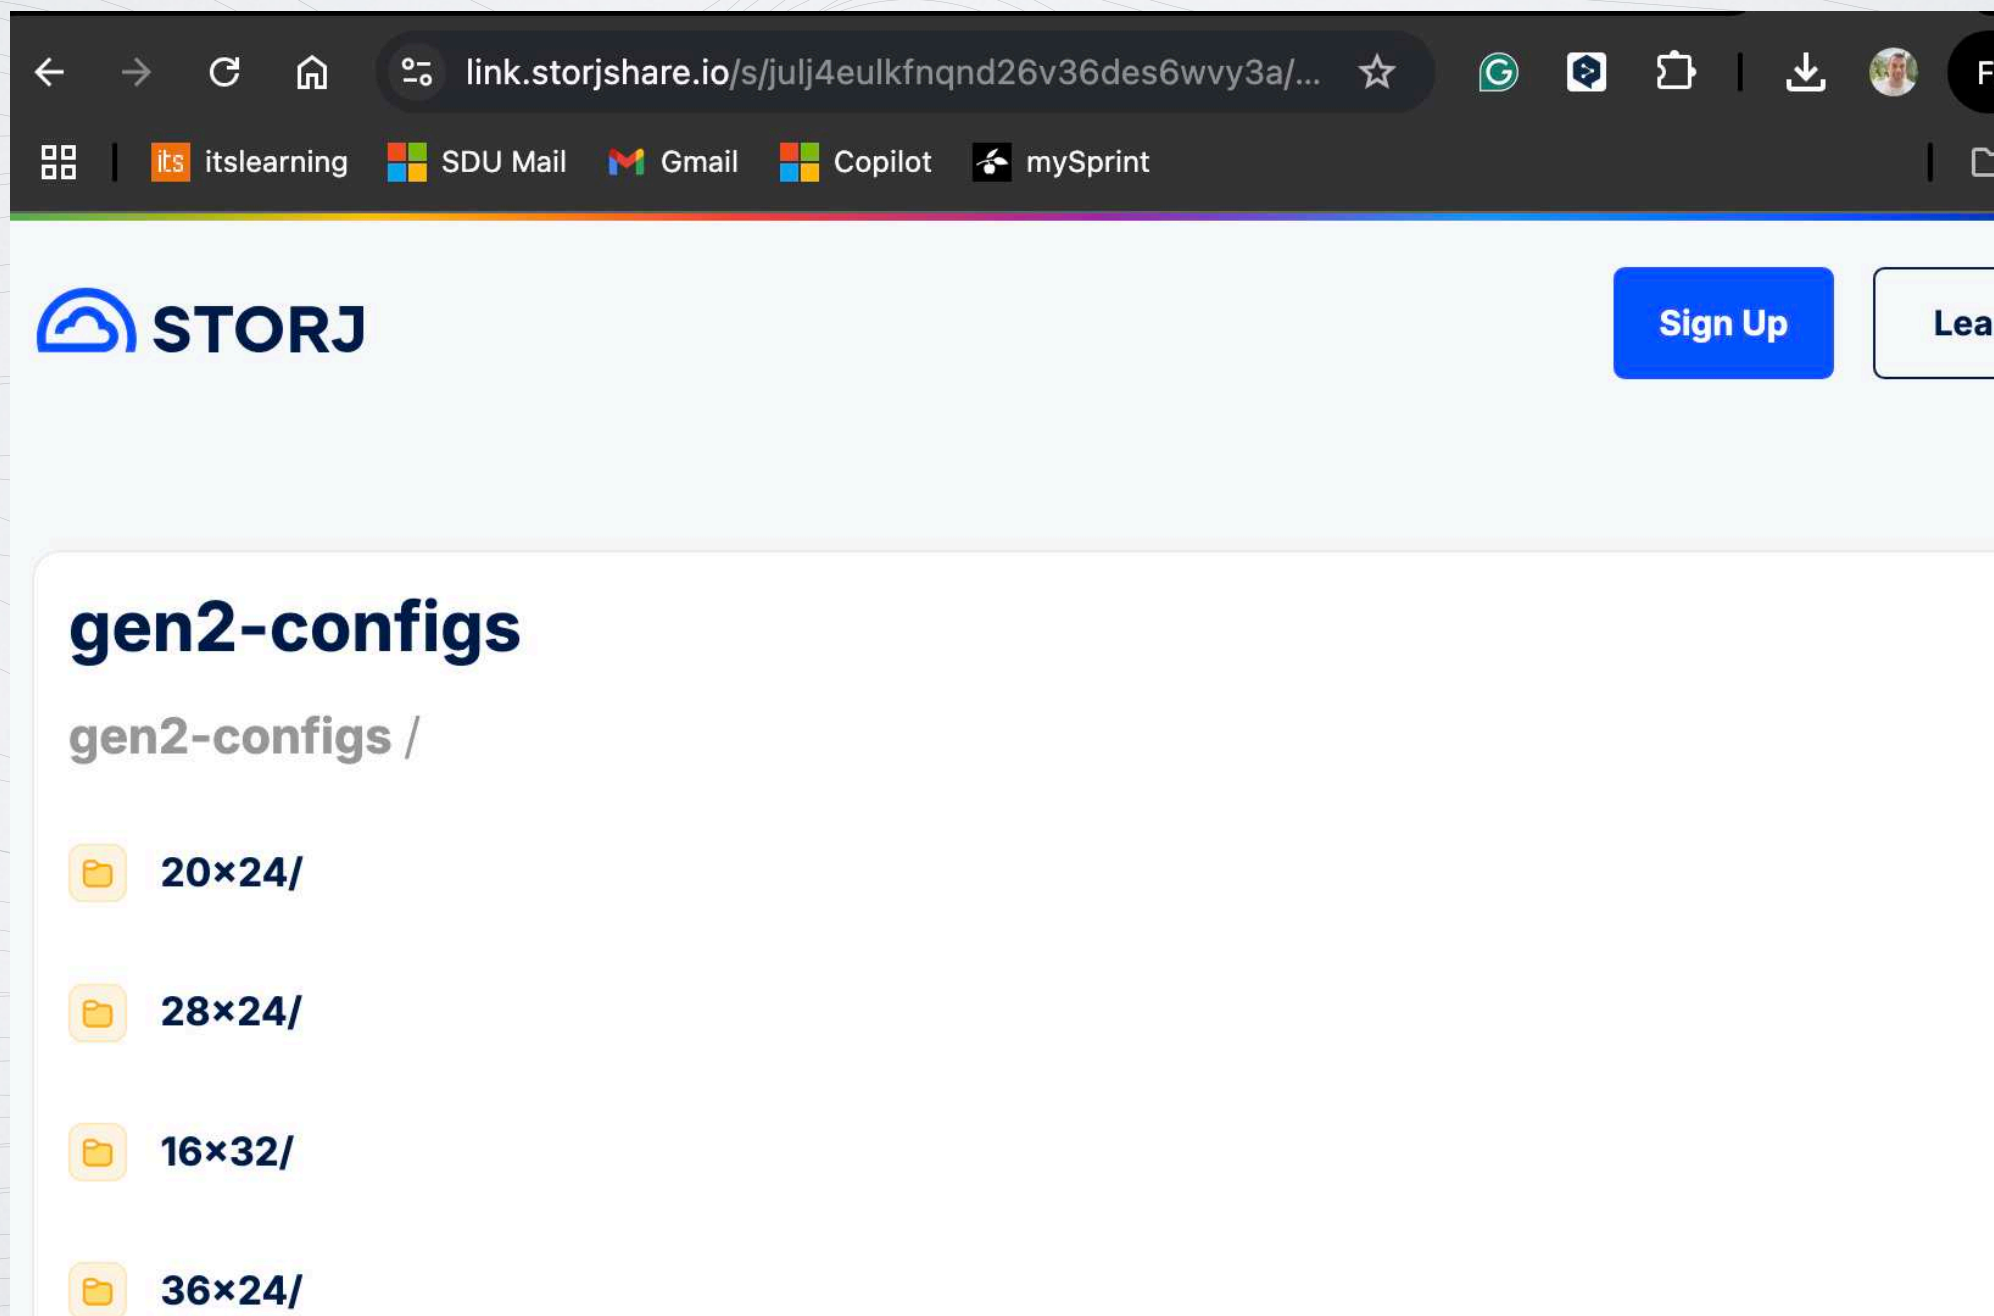 link.storjshare.io/s/julj4eulkfnqnd26v36des6wvy3a/...
its itslearning SDU Mail Gmail Copilot mySprint
STORJ
Sign Up
gen2-configs
gen2-configs /
20×24/
28×24/
16×32/
36×24/